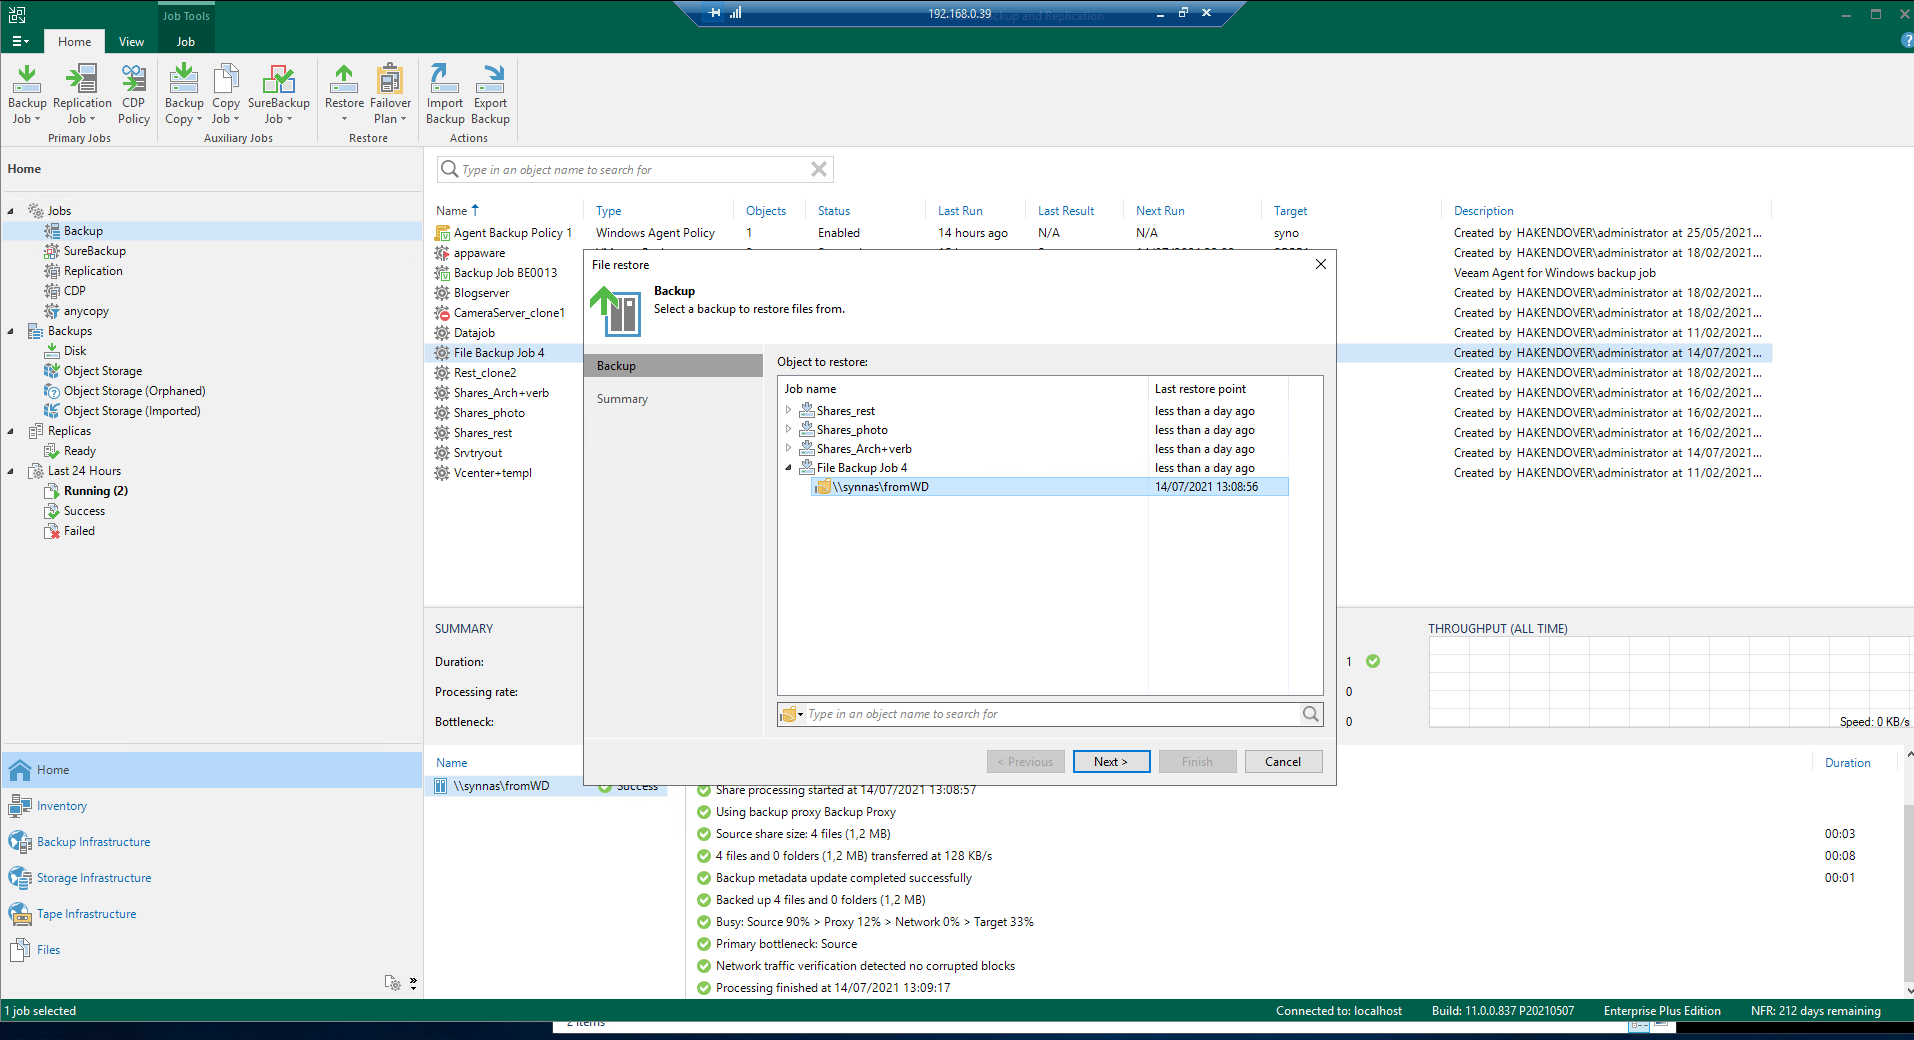 Job Tools
192.168.0.39
ckup and Replication
Home
View
Job
Backup Job
Replication Job
CDP Policy
Primary Jobs
Backup Copy
Copy Job
SureBackup Job
Auxiliary Jobs
Restore
Failover Plan
Restore
Import Backup
Export Backup
Actions
Home
Jobs
Backup
SureBackup
Replication
CDP
anycopy
Backups
Disk
Object Storage
Object Storage (Orphaned)
Object Storage (Imported)
Replicas
Ready
Last 24 Hours
Running (2)
Success
Failed
Home
Inventory
Backup Infrastructure
Storage Infrastructure
Tape Infrastructure
Files
Type in an object name to search for
Name Type Objects Status Last Run Last Result Next Run Target Description
Agent Backup Policy 1 Windows Agent Policy 1 Enabled 14 hours ago N/A N/A syno Created by HAKENDOVER\administrator at 25/05/2021...
appaware Created by HAKENDOVER\administrator at 18/02/2021...
Backup Job BE0013 Veeam Agent for Windows backup job
Blogserver Created by HAKENDOVER\administrator at 18/02/2021...
CameraServer_clone1 Created by HAKENDOVER\administrator at 18/02/2021...
Datajob Created by HAKENDOVER\administrator at 11/02/2021...
File Backup Job 4 Created by HAKENDOVER\administrator at 14/07/2021...
Rest_clone2 Created by HAKENDOVER\administrator at 18/02/2021...
Shares_Arch+verb Created by HAKENDOVER\administrator at 16/02/2021...
Shares_photo Created by HAKENDOVER\administrator at 16/02/2021...
Shares_rest Created by HAKENDOVER\administrator at 16/02/2021...
Srvtryout Created by HAKENDOVER\administrator at 14/07/2021...
Vcenter+templ Created by HAKENDOVER\administrator at 11/02/2021...
File restore
Backup
Select a backup to restore files from.
Backup
Summary
Object to restore:
Job name Last restore point
Shares_rest less than a day ago
Shares_photo less than a day ago
Shares_Arch+verb less than a day ago
File Backup Job 4 less than a day ago
\\synnas\fromWD 14/07/2021 13:08:56
Type in an object name to search for
< Previous
Next >
Finish
Cancel
SUMMARY
Duration:
Processing rate:
Bottleneck:
1
0
0
THROUGHPUT (ALL TIME)
Speed: 0 KB/s
Name
Duration
\\synnas\fromWD Success
Share processing started at 14/07/2021 13:08:57
Using backup proxy Backup Proxy
Source share size: 4 files (1,2 MB) 00:03
4 files and 0 folders (1,2 MB) transferred at 128 KB/s 00:08
Backup metadata update completed successfully 00:01
Backed up 4 files and 0 folders (1,2 MB)
Busy: Source 90% > Proxy 12% > Network 0% > Target 33%
Primary bottleneck: Source
Network traffic verification detected no corrupted blocks
Processing finished at 14/07/2021 13:09:17
1 job selected
Connected to: localhost
Build: 11.0.0.837 P20210507
Enterprise Plus Edition
NFR: 212 days remaining
2 items